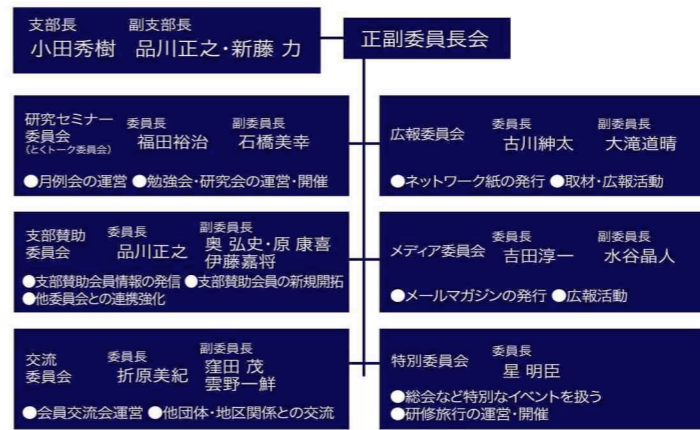 支部長 副支部長
小田秀樹 品川正之・新藤 力
正副委員長会
研究セミナー
委員会
(とくトーク委員会)
委員長 副委員長
福田裕治 石橋美幸
●月例会の運営 ●勉強会・研究会の運営・開催
広報委員会
委員長 副委員長
古川紳太 大滝道晴
●ネットワーク紙の発行 ●取材・広報活動
支部賛助
委員会
委員長 副委員長
品川正之 奥 弘史・原 康喜
伊藤嘉将
●支部賛助会員情報の発信 ●支部賛助会員の新規開拓
●他委員会との連携強化
メディア委員会
委員長 副委員長
吉田淳一 水谷晶人
●メールマガジンの発行 ●広報活動
交流
委員会
委員長 副委員長
折原美紀 窪田 茂
雲野一鮮
●会員交流会運営 ●他団体・地区関係との交流
特別委員会
委員長
星 明臣
●総会など特別なイベントを扱う
●研修旅行の運営・開催